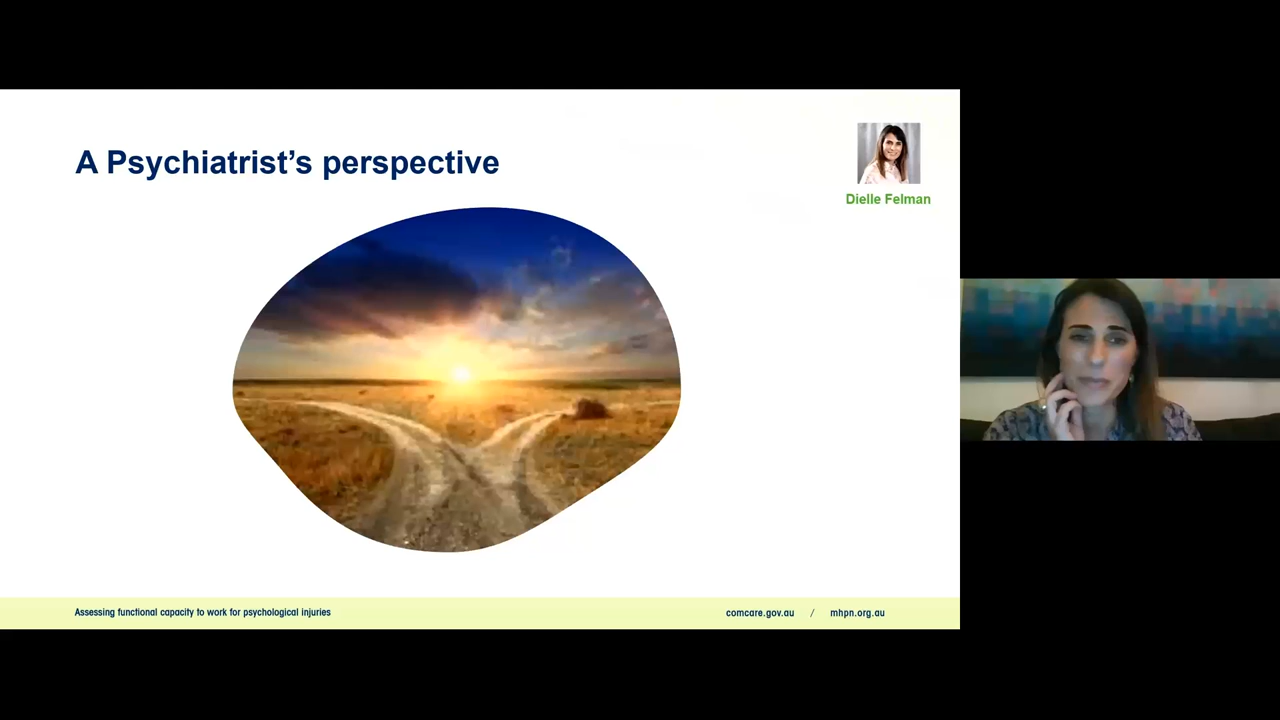 A Psychiatrist’s perspective
Dielle Felman
Assessing functional capacity to work for psychological injuries
comcare.gov.au / mhpn.org.au